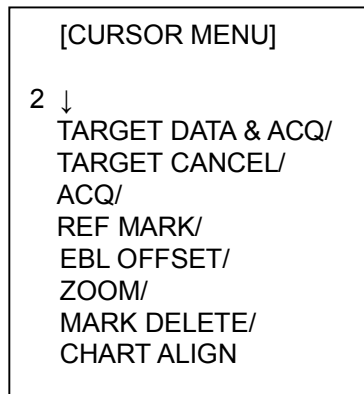 [CURSOR MENU]
2 ↓
TARGET DATA & ACQ/
TARGET CANCEL/
ACQ/
REF MARK/
EBL OFFSET/
ZOOM/
MARK DELETE/
CHART ALIGN